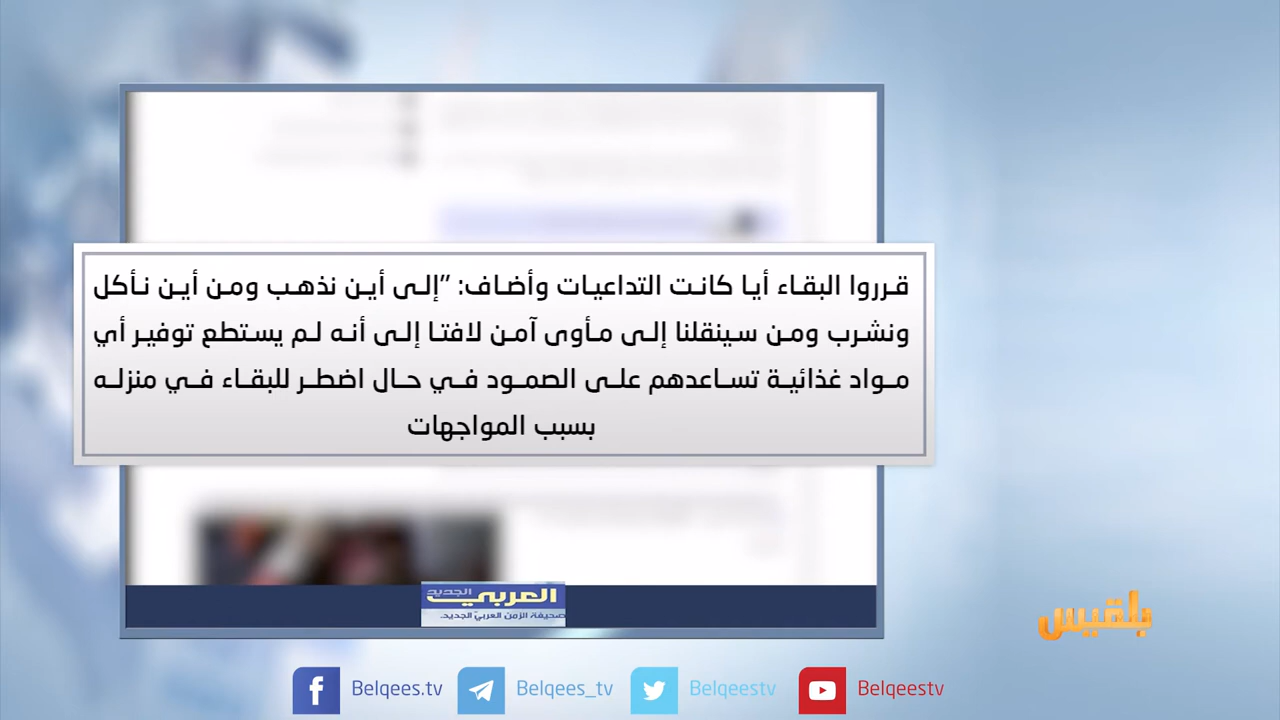 قرروا البقاء أيا كانت التداعيات وأضاف: "إلى أين نذهب ومن أين نأكل
ونشرب ومن سينقلنا إلى مأوى آمن لافتا إلى أنه لم يستطع توفير أي
مواد غذائية تساعدهم على الصمود في حال اضطر للبقاء في منزله
بسبب المواجهات
العربي الجديد
صحيفة الزمن العربيّ الجديد.
بلقيس
Belqees.tv
Belqees_tv
Belqeestv
Belqeestv